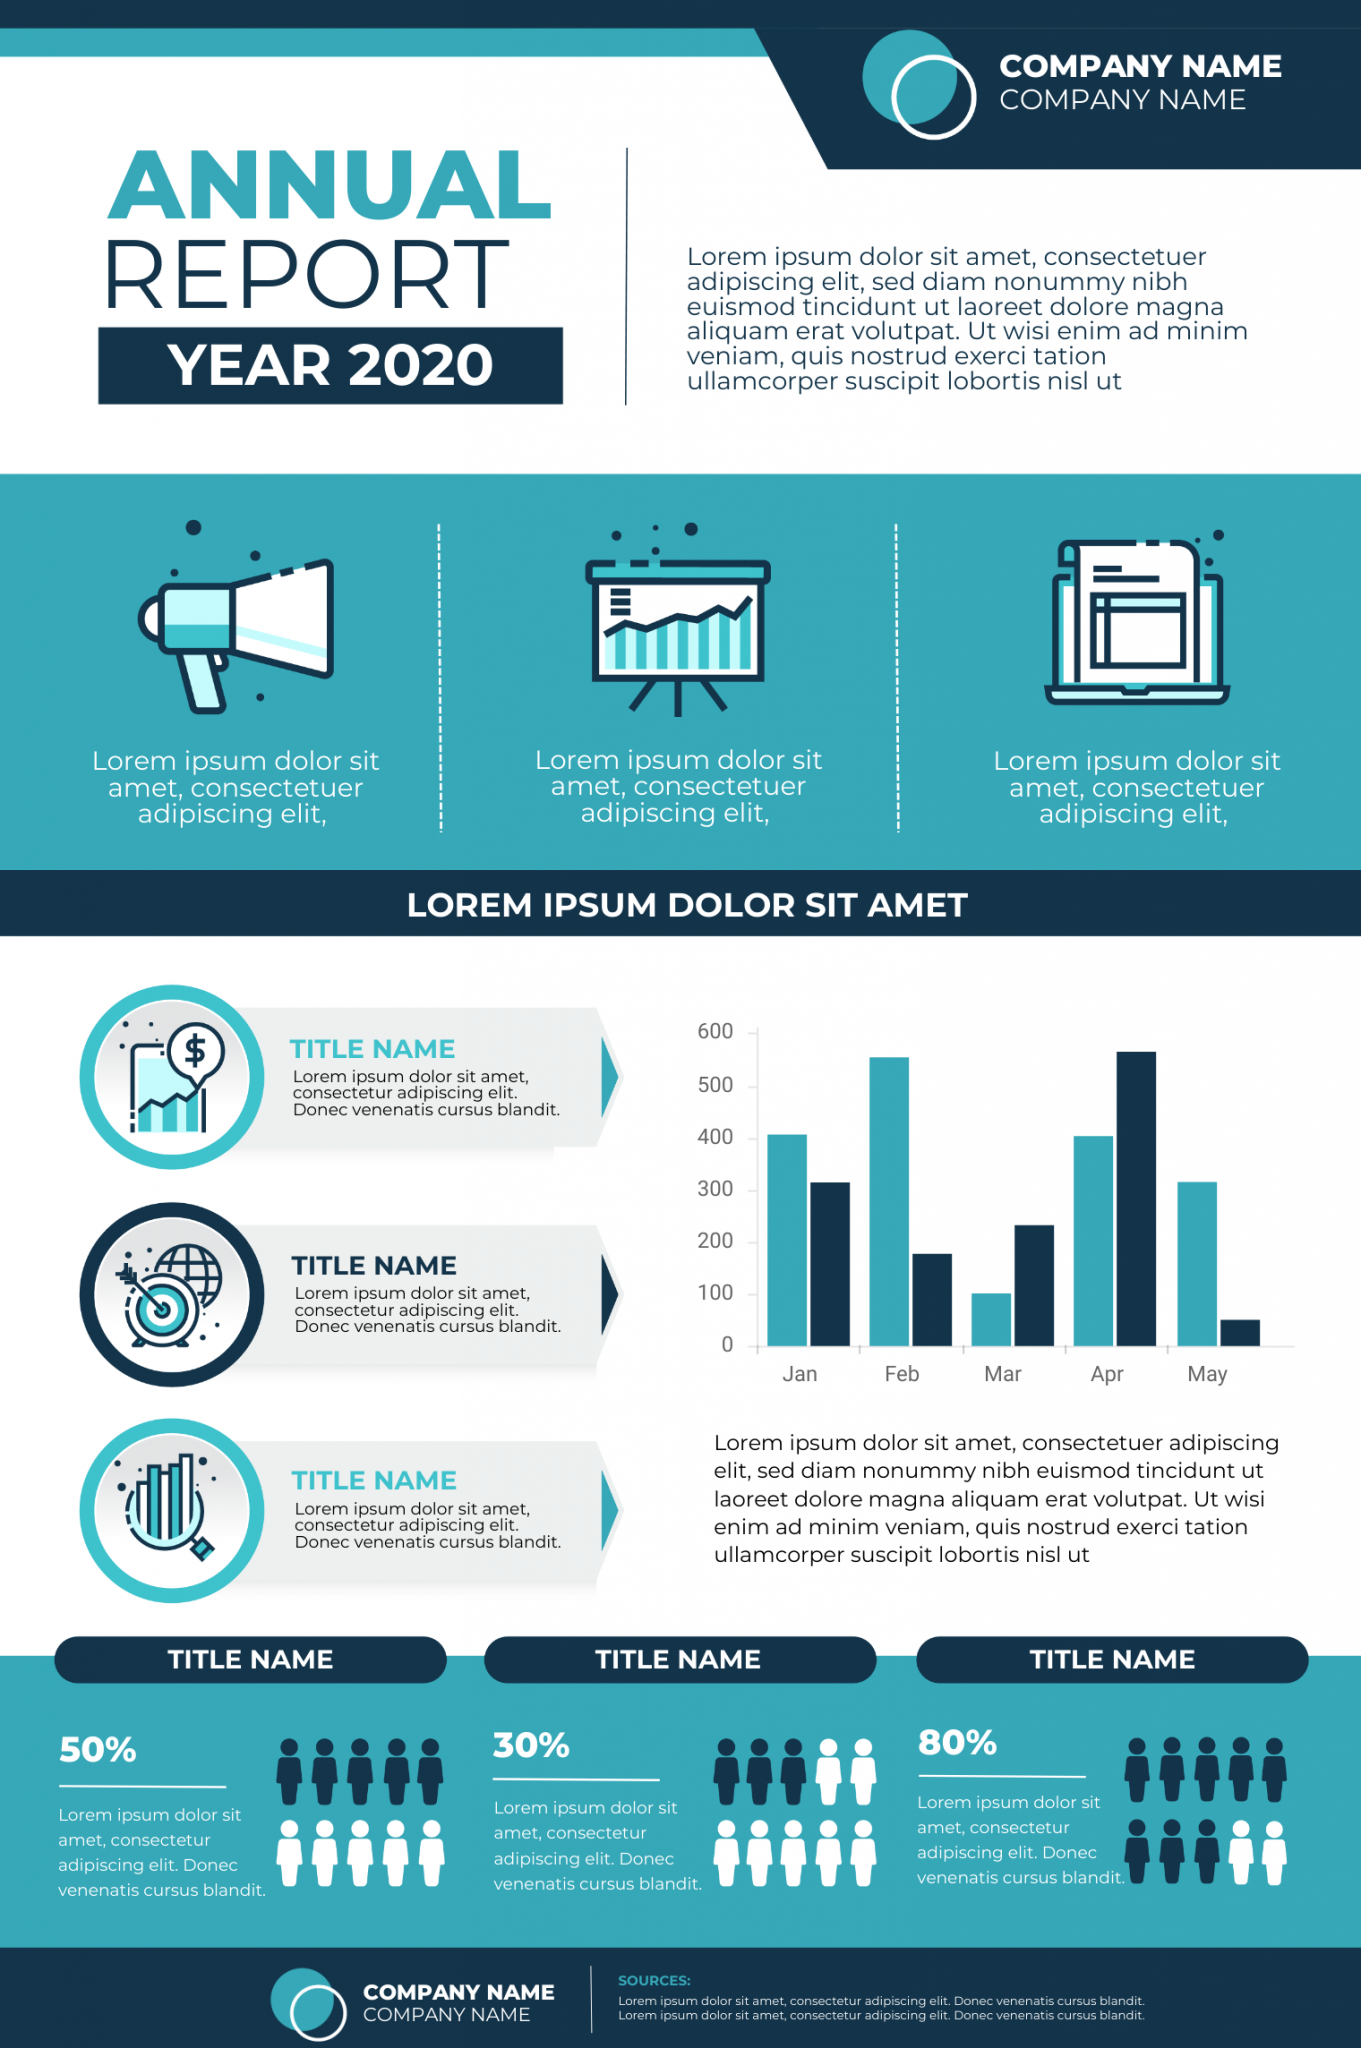 COMPANY NAME
COMPANY NAME
ANNUAL
REPORT
YEAR 2020
Lorem ipsum dolor sit amet, consectetuer
adipiscing elit, sed diam nonummy nibh
euismod tincidunt ut laoreet dolore magna
aliquam erat volutpat. Ut wisi enim ad minim
veniam, quis nostrud exerci tation
ullamcorper suscipit lobortis nisl ut
Lorem ipsum dolor sit
amet, consectetuer
adipiscing elit,
Lorem ipsum dolor sit
amet, consectetuer
adipiscing elit,
Lorem ipsum dolor sit
amet, consectetuer
adipiscing elit,
LOREM IPSUM DOLOR SIT AMET
$
TITLE NAME
Lorem ipsum dolor sit amet,
consectetur adipiscing elit.
Donec venenatis cursus blandit.
TITLE NAME
Lorem ipsum dolor sit amet,
consectetur adipiscing elit.
Donec venenatis cursus blandit.
TITLE NAME
Lorem ipsum dolor sit amet,
consectetur adipiscing elit.
Donec venenatis cursus blandit.
600
500
400
300
200
100
0
Jan Feb Mar Apr May
Lorem ipsum dolor sit amet, consectetuer adipiscing
elit, sed diam nonummy nibh euismod tincidunt ut
laoreet dolore magna aliquam erat volutpat. Ut wisi
enim ad minim veniam, quis nostrud exerci tation
ullamcorper suscipit lobortis nisl ut
TITLE NAME
50%
Lorem ipsum dolor sit
amet, consectetur
adipiscing elit. Donec
venenatis cursus blandit.
TITLE NAME
30%
Lorem ipsum dolor sit
amet, consectetur
adipiscing elit. Donec
venenatis cursus blandit.
TITLE NAME
80%
Lorem ipsum dolor sit
amet, consectetur
adipiscing elit. Donec
venenatis cursus blandit.
COMPANY NAME
COMPANY NAME
SOURCES:
Lorem ipsum dolor sit amet, consectetur adipiscing elit. Donec venenatis cursus blandit.
Lorem ipsum dolor sit amet, consectetur adipiscing elit. Donec venenatis cursus blandit.